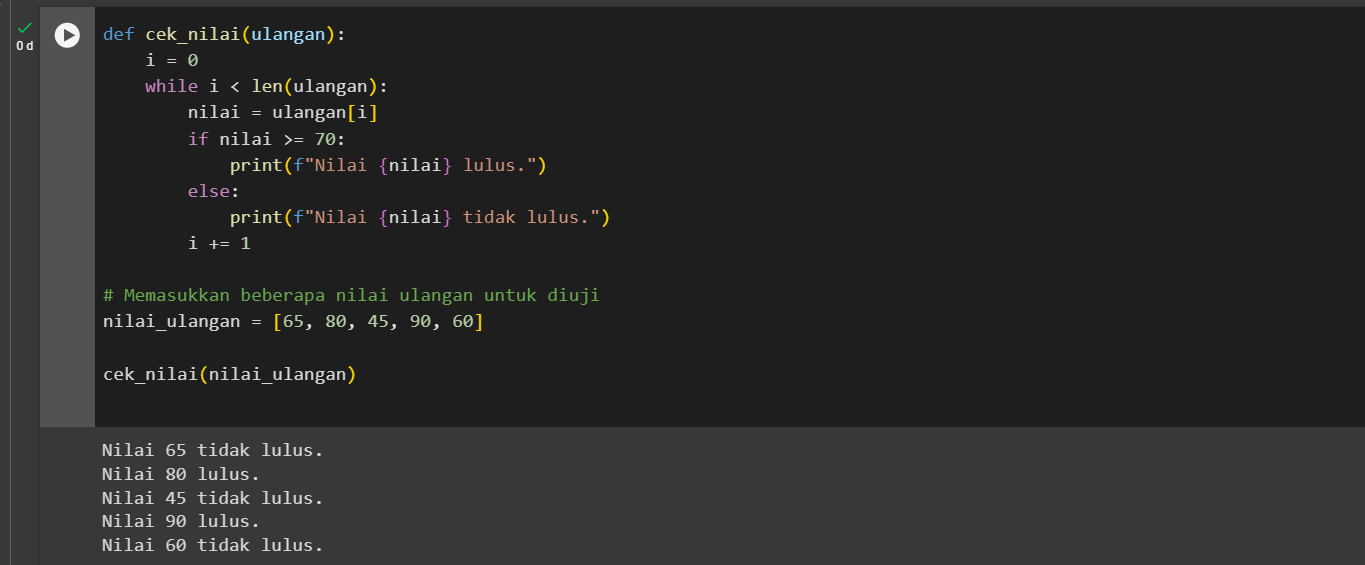 0 d
def cek_nilai(ulangan):
    i = 0
    while i < len(ulangan):
        nilai = ulangan[i]
        if nilai >= 70:
            print(f"Nilai {nilai} lulus.")
        else:
            print(f"Nilai {nilai} tidak lulus.")
        i += 1
# Memasukkan beberapa nilai ulangan untuk diuji
nilai_ulangan = [65, 80, 45, 90, 60]
cek_nilai(nilai_ulangan)
Nilai 65 tidak lulus.
Nilai 80 lulus.
Nilai 45 tidak lulus.
Nilai 90 lulus.
Nilai 60 tidak lulus.